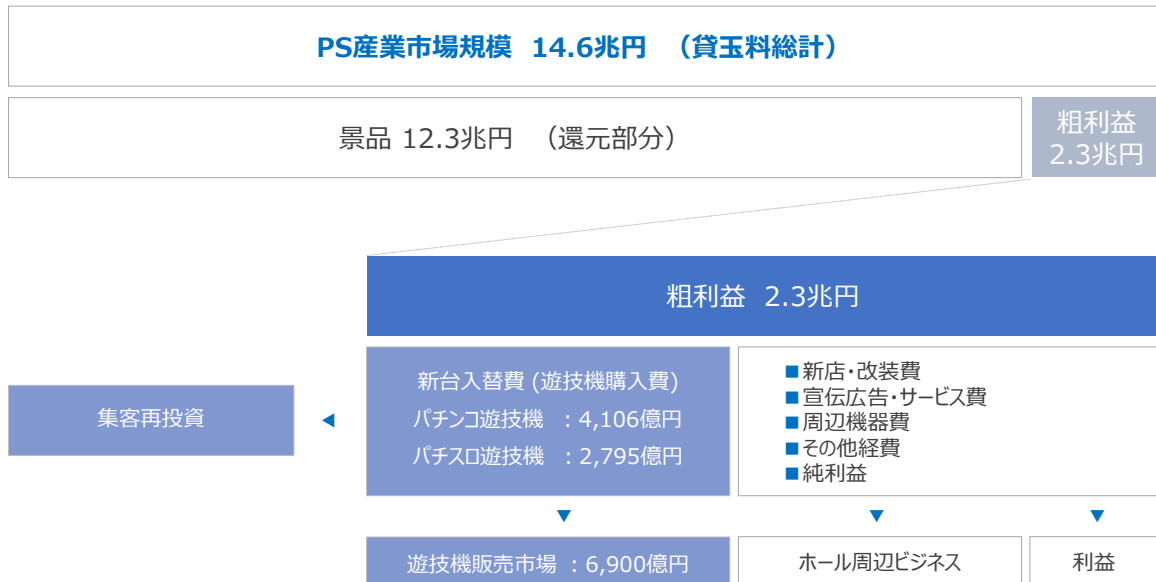 PS産業市場規模 14.6兆円 （貸玉料総計）
景品 12.3兆円 （還元部分）
粗利益
2.3兆円
粗利益 2.3兆円
集客再投資
◀
新台入替費 (遊技機購入費)
パチンコ遊技機 ：4,106億円
パチスロ遊技機 ：2,795億円
■新店・改装費
■宣伝広告・サービス費
■周辺機器費
■その他経費
■純利益
▼ ▼ ▼
遊技機販売市場 ：6,900億円
ホール周辺ビジネス
利益